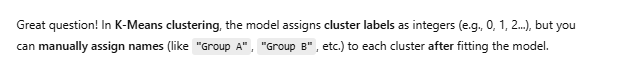 Great question! In K-Means clustering, the model assigns cluster labels as integers (e.g., 0, 1, 2...), but you
can manually assign names (like "Group A", "Group B", etc.) to each cluster after fitting the model.